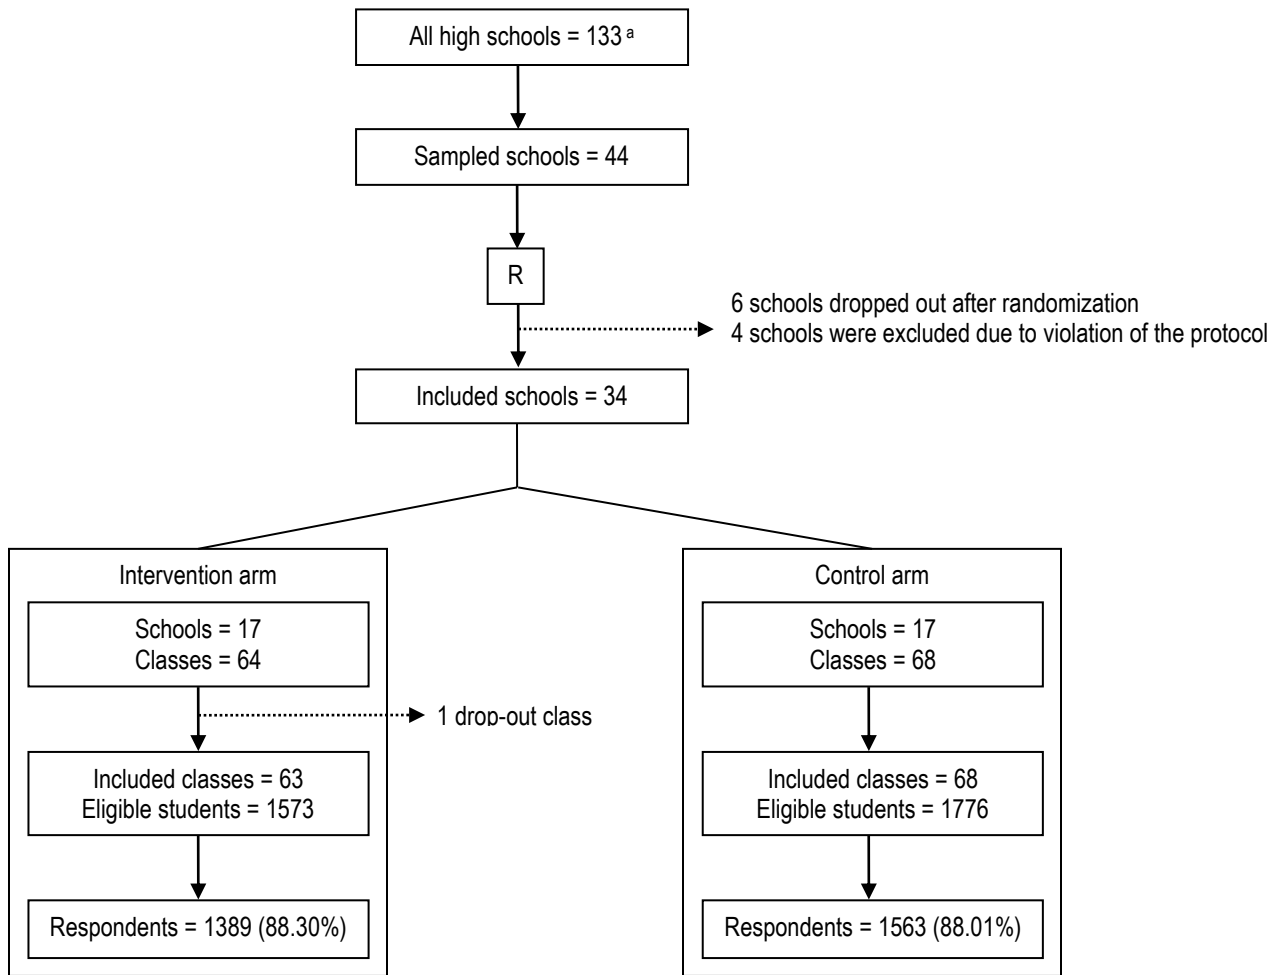 All high schools = 133 a
Sampled schools = 44
R
6 schools dropped out after randomization
4 schools were excluded due to violation of the protocol
Included schools = 34
Intervention arm
Schools = 17
Classes = 64
1 drop-out class
Included classes = 63
Eligible students = 1573
Respondents = 1389 (88.30%)
Control arm
Schools = 17
Classes = 68
Included classes = 68
Eligible students = 1776
Respondents = 1563 (88.01%)